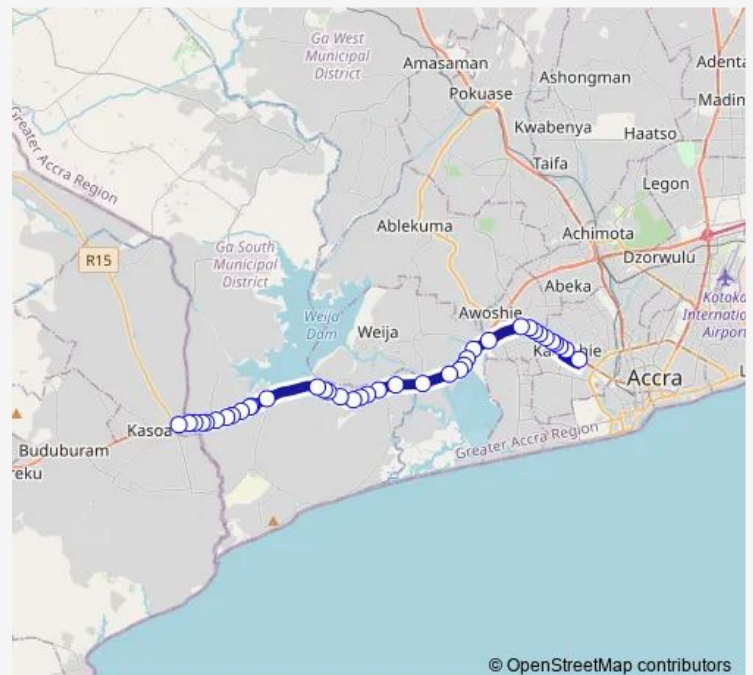 Ga West
Municipal
District
Amasaman
Adenta
Ashongman
Pokuase
Madin
Kwabenya
Haatso
Greater Accra Region
Taifa
Legon
Ablekuma
Achimota
Ga South
Municipal
District
Dzorwulu
R15
Abeka
Kotoka
Internatio
Airport
Weija
Dam
Weija
Awoshie
Accra
Kasoa
Greater Accra Region
Buduburam
reku
© OpenStreetMap contributors